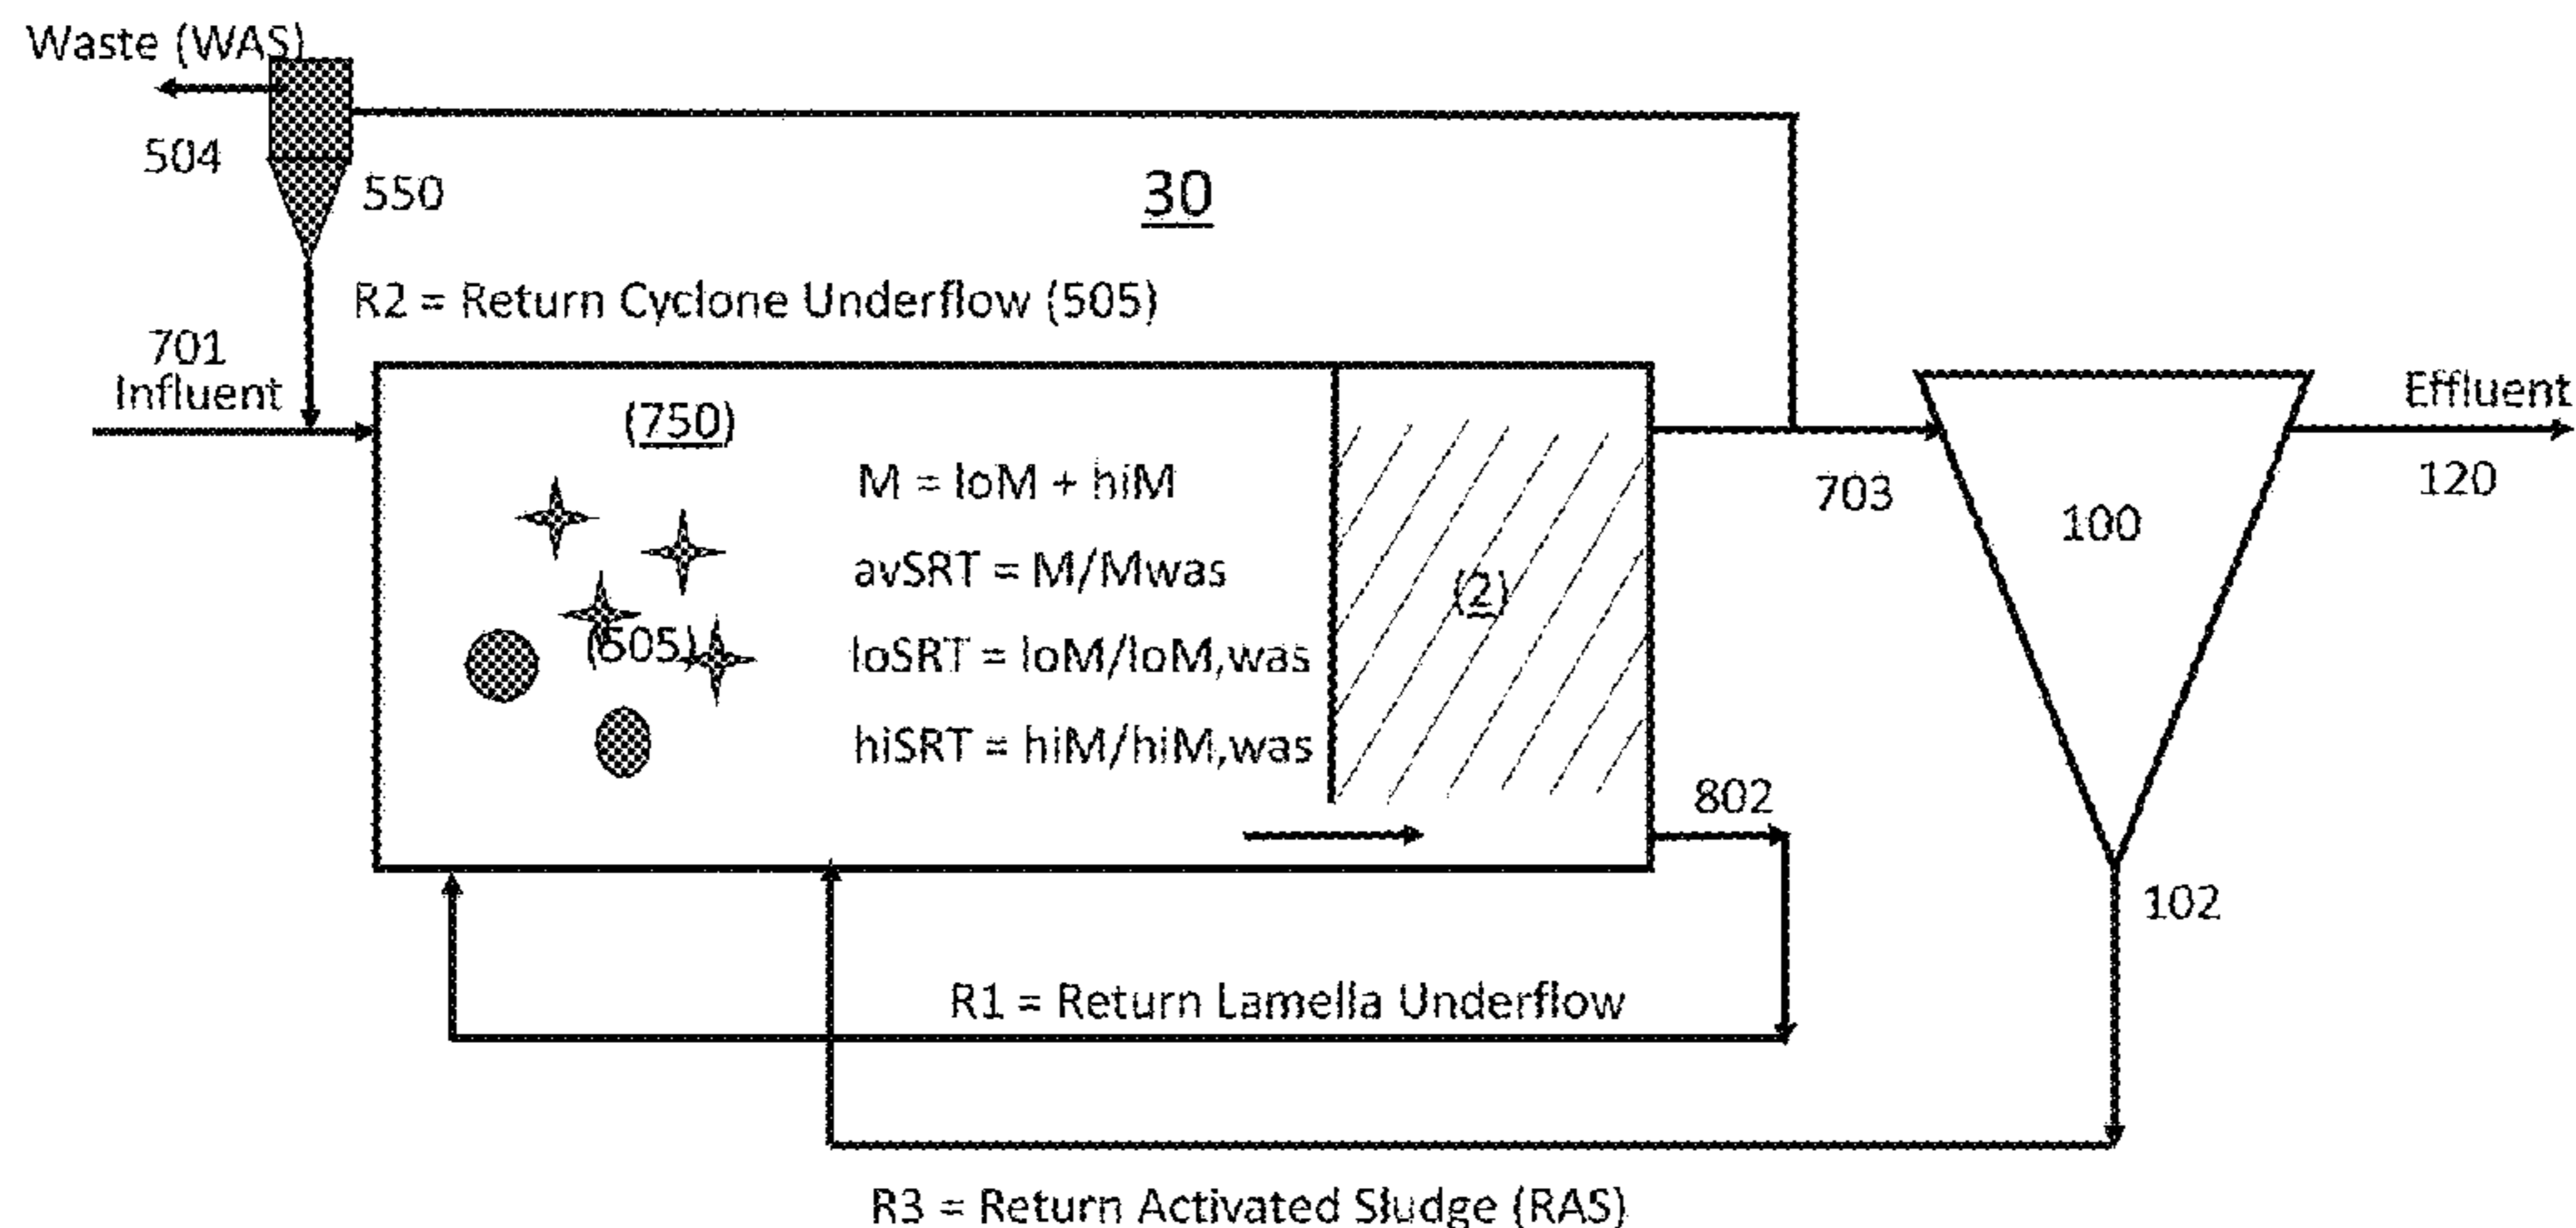 Waste (WAS)
504
550
30
R2 = Return Cyclone Underflow (505)
701
Influent
(750)
M = loM + hiM
avSRT = M/Mwas
loSRT = loM/loM,was
hiSRT = hiM/hiM,was
(505)
(2)
703
100
Effluent
120
802
102
R1 = Return Lamella Underflow
R3 = Return Activated Sludge (RAS)